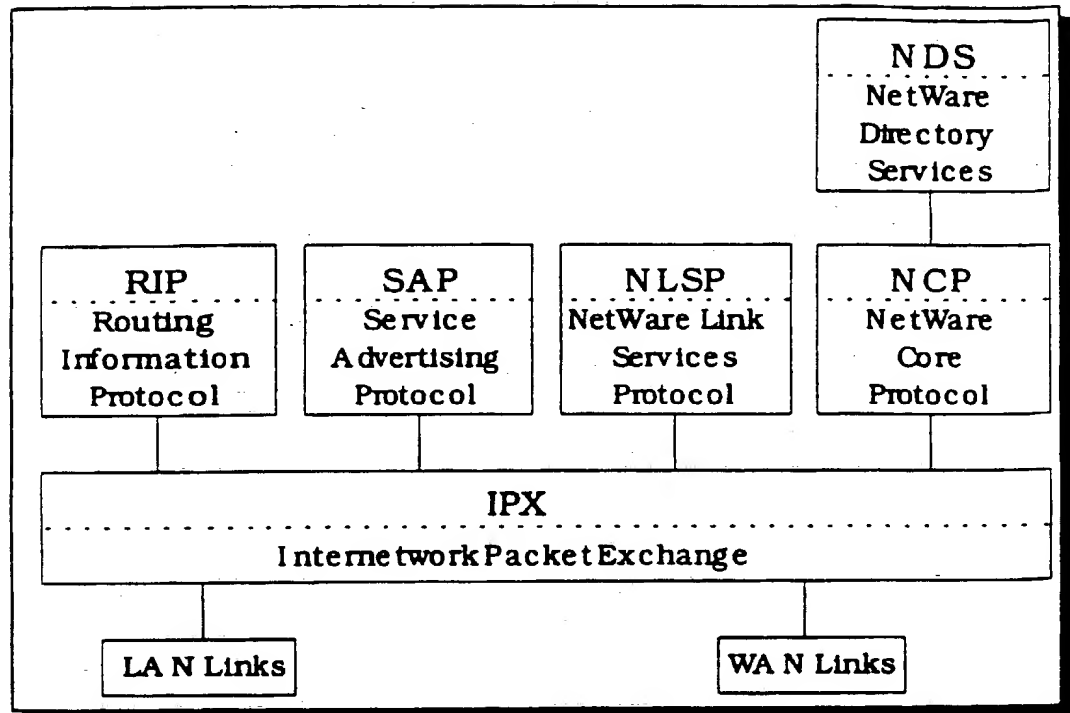 NDS
NetWare
Directory
Services
RIP
Routing
Information
Protocol
SAP
Service
Advertising
Protocol
NLSP
NetWare Link
Services
Protocol
NCP
NetWare
Core
Protocol
IPX
Internetwork Packet Exchange
LAN Links
WAN Links